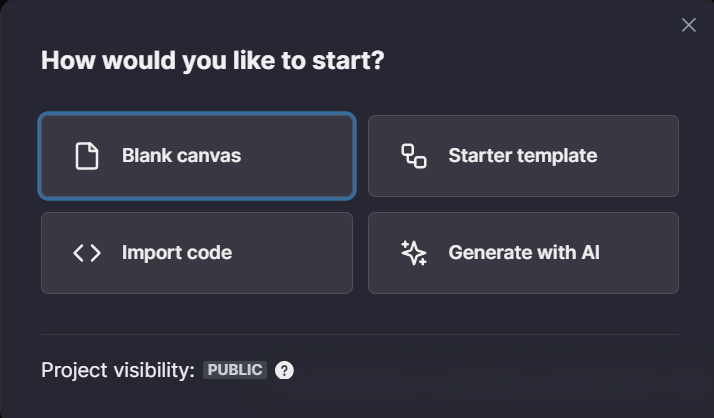 How would you like to start?
Blank canvas
Starter template
Import code
Generate with AI
Project visibility: PUBLIC ?